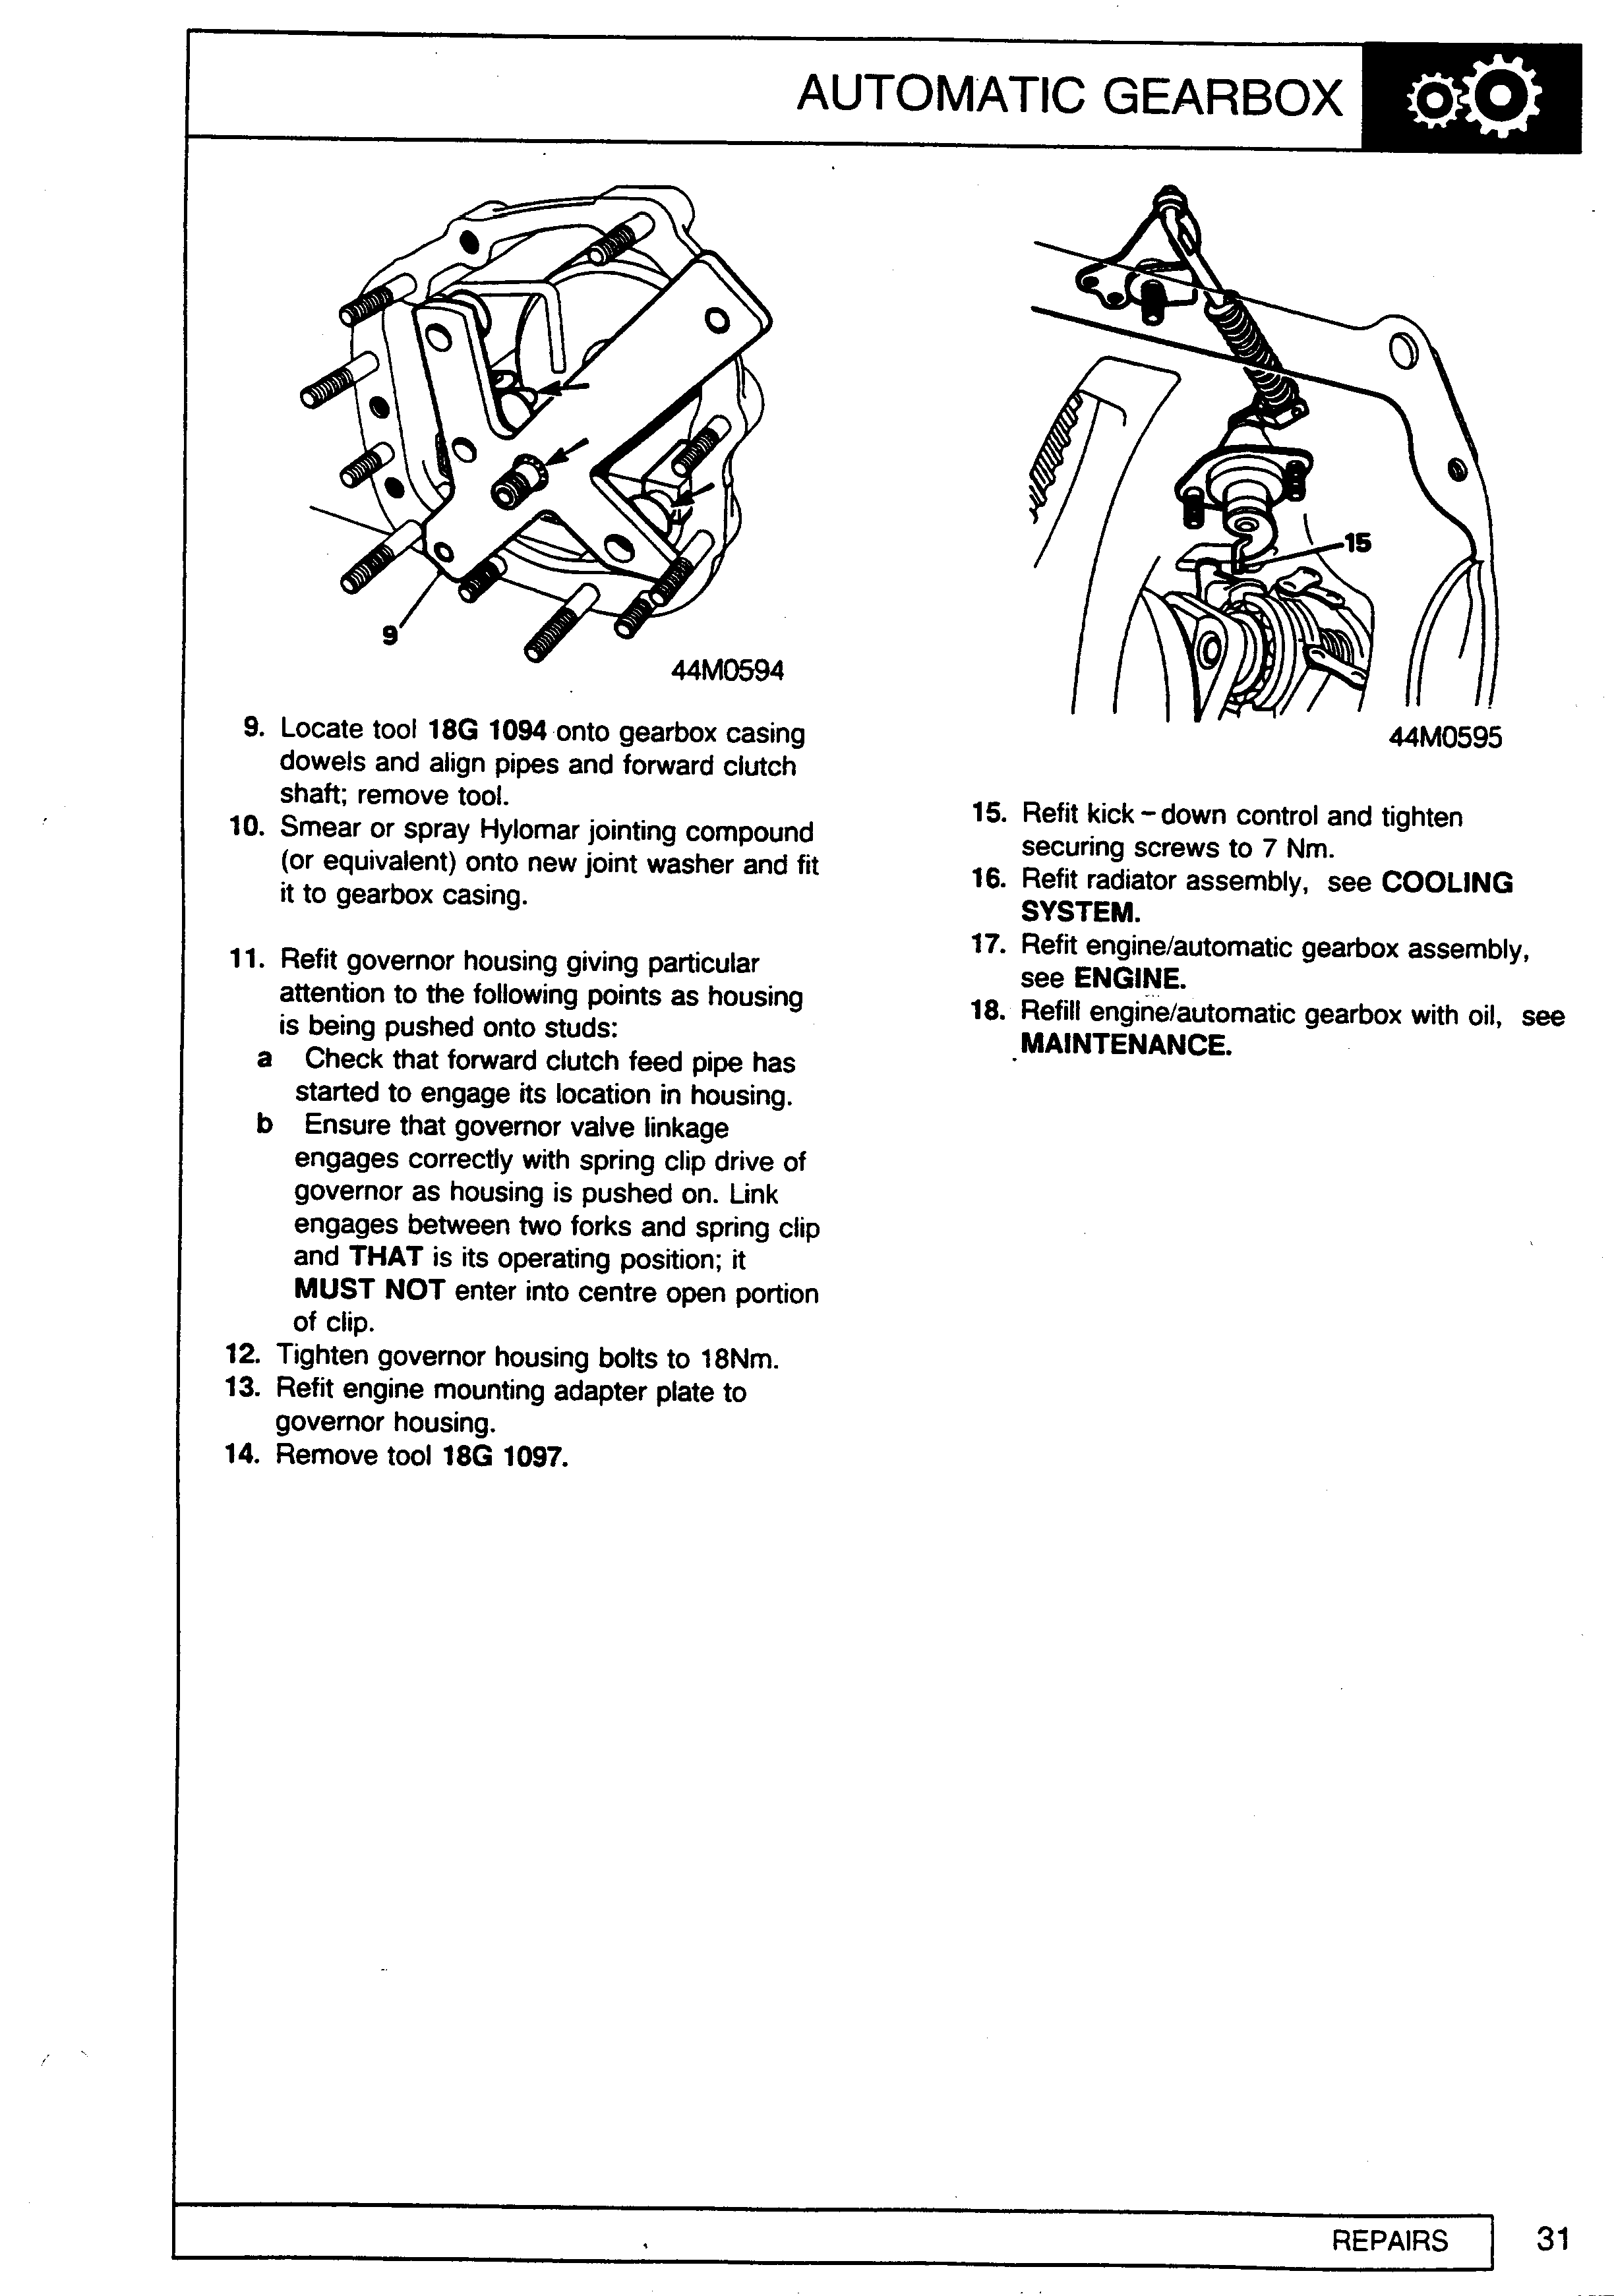 AUTOMATIC GEARBOX
9
44M0594
9. Locate tool 18G 1094 onto gearbox casing
dowels and align pipes and forward clutch
shaft; remove tool.
10. Smear or spray Hylomar jointing compound
(or equivalent) onto new joint washer and fit
it to gearbox casing.
11. Refit governor housing giving particular
attention to the following points as housing
is being pushed onto studs:
a Check that forward clutch feed pipe has
started to engage its location in housing.
b Ensure that governor valve linkage
engages correctly with spring clip drive of
governor as housing is pushed on. Link
engages between two forks and spring clip
and THAT is its operating position; it
MUST NOT enter into centre open portion
of clip.
12. Tighten governor housing bolts to 18Nm.
13. Refit engine mounting adapter plate to
governor housing.
14. Remove tool 18G 1097.
15
44M0595
15. Refit kick-down control and tighten
securing screws to 7 Nm.
16. Refit radiator assembly, see COOLING
SYSTEM.
17. Refit engine/automatic gearbox assembly,
see ENGINE.
18. Refill engine/automatic gearbox with oil, see
MAINTENANCE.
REPAIRS
31